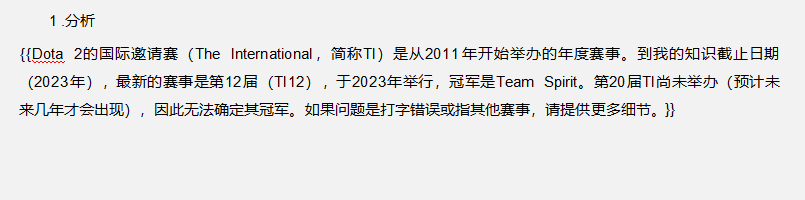 1 .分析
{{Dota 2的国际邀请赛（The International，简称TI）是从2011年开始举办的年度赛事。到我的知识截止日期
（2023年），最新的赛事是第12届（TI12），于2023年举行，冠军是Team Spirit。第20届TI尚未举办（预计未
来几年才会出现），因此无法确定其冠军。如果问题是打字错误或指其他赛事，请提供更多细节。}}